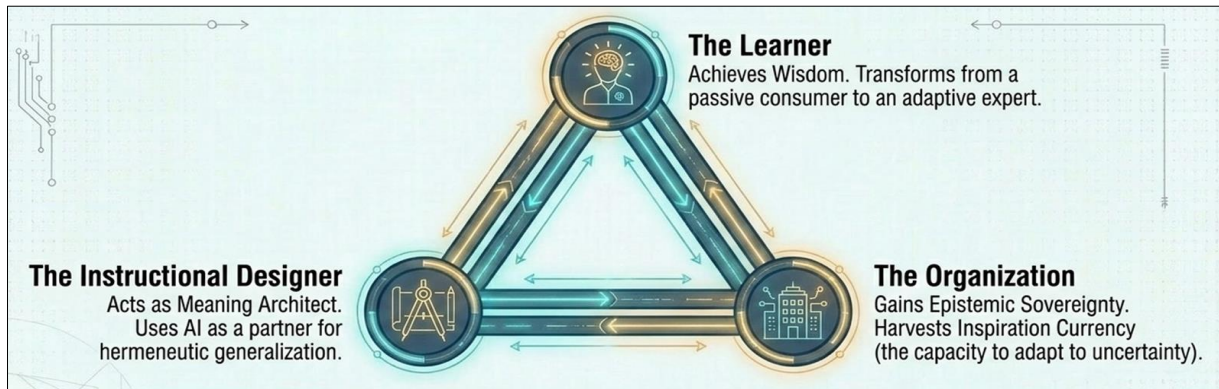 The Learner
Achieves Wisdom. Transforms from a
passive consumer to an adaptive expert.
The Instructional Designer
Acts as Meaning Architect.
Uses AI as a partner for
hermeneutic generalization.
The Organization
Gains Epistemic Sovereignty.
Harvests Inspiration Currency
(the capacity to adapt to uncertainty).